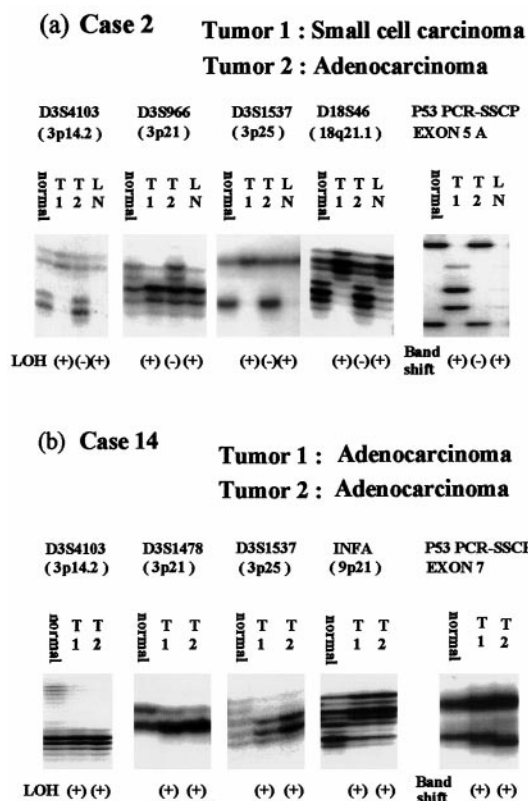 (a) Case 2
Tumor 1 : Small cell carcinoma
Tumor 2 : Adenocarcinoma
D3S4103 D3S966 D3S1537 D18S46 P53 PCR-SSCP
(3p14.2) (3p21) (3p25) (18q21.1) EXON 5 A
normal T T L normal T T L normal T T L normal T T L normal T T L
1 2 N 1 2 N 1 2 N 1 2 N 1 2 N
LOH (+)(-)(+) (+) (-) (+) (+)(-)(+) (+) (-) (+) Band shift (+) (-) (+)
(b) Case 14
Tumor 1 : Adenocarcinoma
Tumor 2 : Adenocarcinoma
D3S4103 D3S1478 D3S1537 INFA P53 PCR-SSCP
(3p14.2) (3p21) (3p25) (9p21) EXON 7
normal T T normal T T normal T T normal T T normal T T
1 2 1 2 1 2 1 2 1 2
LOH (+) (+) (+) (+) (+) (+) (+) (+) Band shift (+) (+)